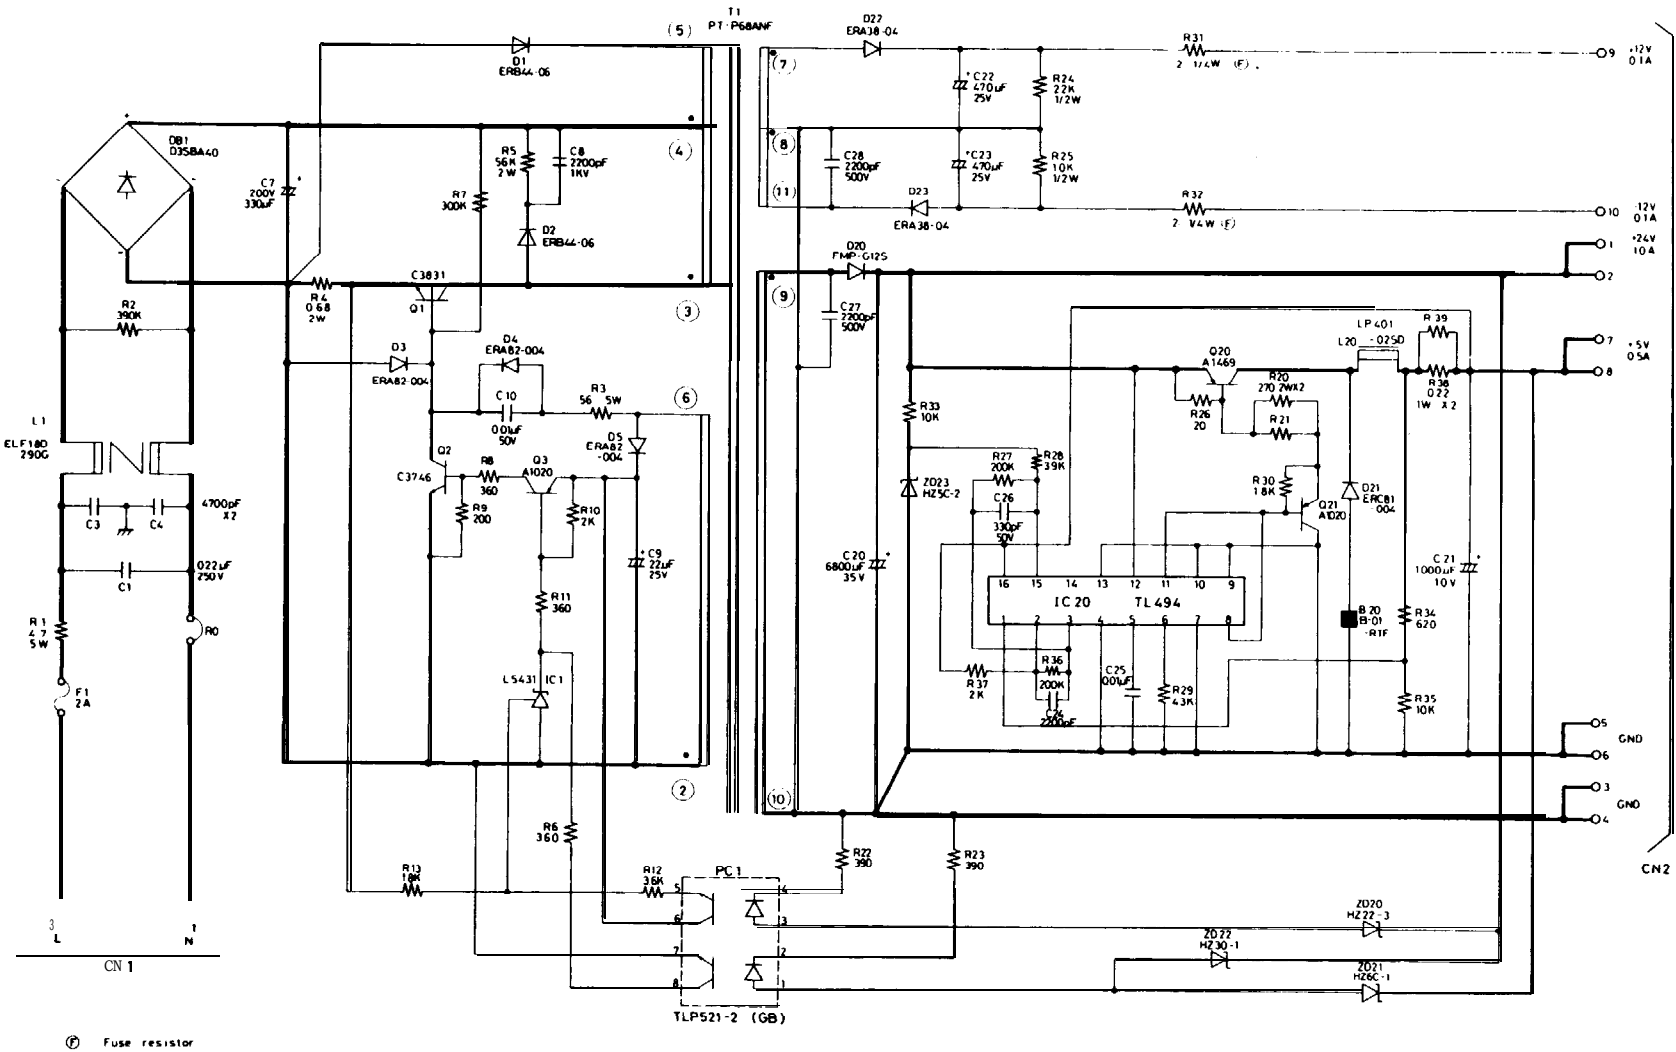 T1
PT-P68ANF
(5)
D1
ERB44-06
D22
ERA38-04
R31
2 1/4W (F)
9
+12V
0.1A
(7)
+C22
470µF
25V
R24
22K
1/2W
DB1
D3SBA40
C7
200V
330µF
R7
300K
R5
56K
2W
C8
2200pF
1KV
D2
ERB44-06
(4)
(8)
C28
2200pF
500V
+C23
470µF
25V
R25
10K
1/2W
(11)
D23
ERA38-04
R32
2 1/4W (F)
10
-12V
0.1A
1
+24V
1.0A
2
D20
FMP-G12S
(9)
C27
2200pF
500V
C3831
Q1
R4
0.68
2W
(3)
R2
390K
D3
ERA82-004
D4
ERA82-004
C10
0.01µF
50V
R3
56 5W
(6)
D5
ERA82
-004
Q2
C3746
R8
360
Q3
A1020
R9
200
R10
2K
+C9
22µF
25V
R11
360
L5431
IC1
(2)
L1
ELF18D
290G
C3
C4
4700pF
X2
C1
022µF
250V
R1
4.7
5W
R0
F1
2A
3
L
1
N
CN1
F Fuse resistor
R33
10K
ZD23
HZ5C-2
C20
6800µF
35V
R27
200K
R28
39K
C26
330pF
50V
Q20
A1469
R26
20
R20
270 2WX2
R21
R30
1.8K
Q21
A1020
LP401
L20
-025D
R39
R38
0.22
1W X2
7
8
+5V
0.5A
D21
ERC81
-004
B20
B-01
-R1F
R34
620
C21
1000µF
10V
16 15 14 13 12 11 10 9
IC20 TL494
1 2 3 4 5 6 7 8
R37
2K
R36
200K
C24
2200pF
C25
0.01µF
R29
43K
R35
10K
5
GND
6
3
GND
4
CN2
(10)
R6
360
R22
390
R23
390
R13
18K
R12
36K
PC1
5
6
7
8
4
3
2
1
TLP521-2 (GB)
ZD20
HZ22-3
ZD22
HZ30-1
ZD21
HZ6C-1